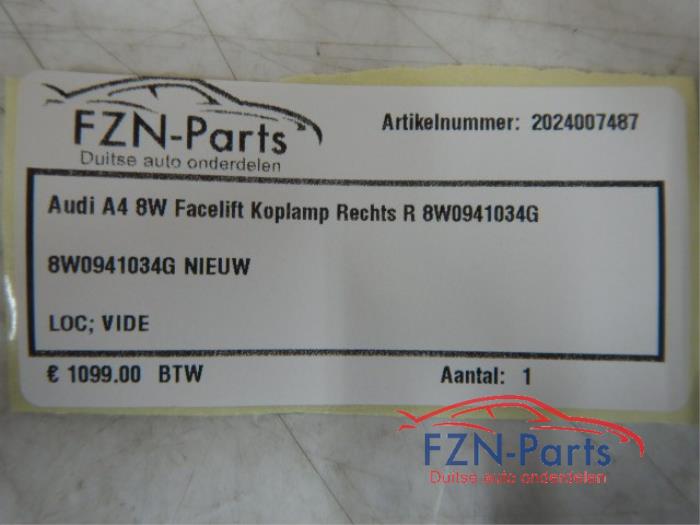 FZN-Parts
Duitse auto onderdelen
Artikelnummer: 2024007487
Audi A4 8W Facelift Koplamp Rechts R 8W0941034G
8W0941034G NIEUW
LOC; VIDE
€ 1099.00 BTW
Aantal: 1
FZN-Parts
Duitse auto onderdelen